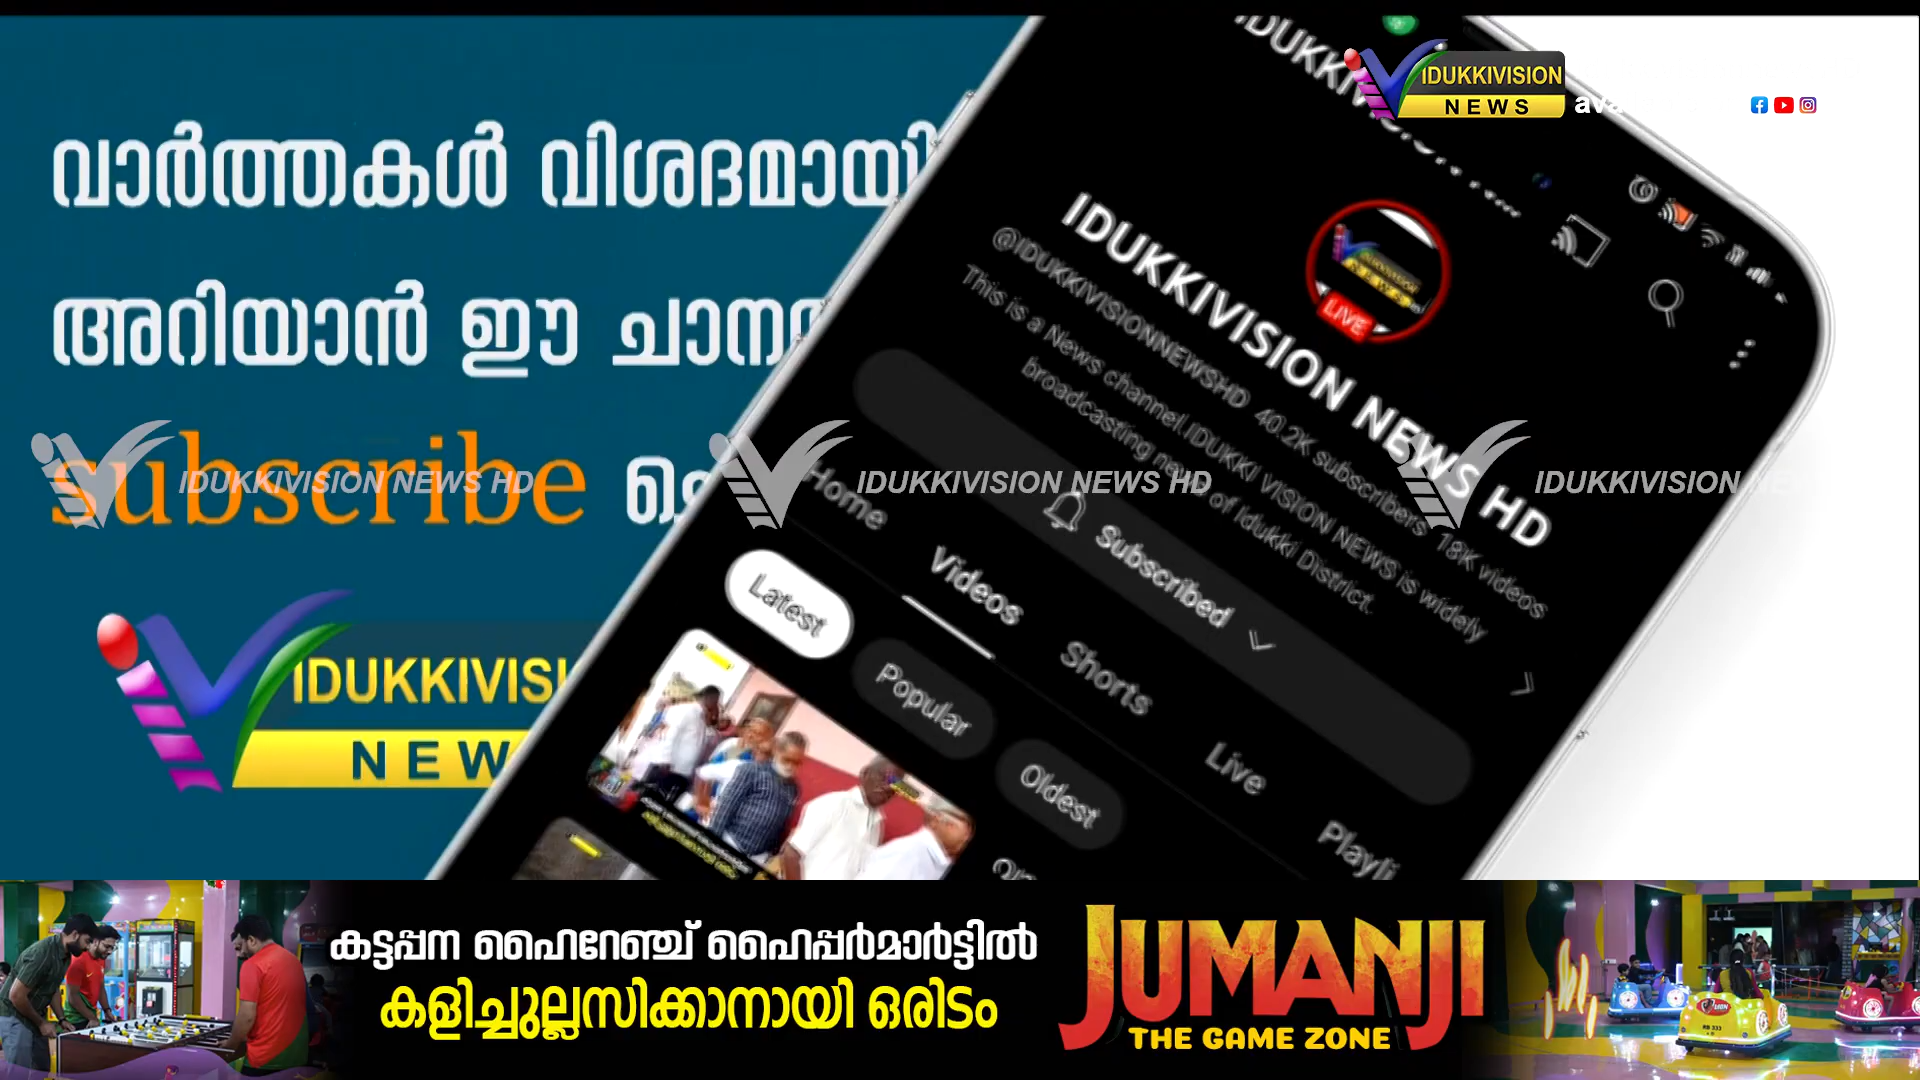 IDUKKIVISION
NEWS
വാർത്തകൾ വിശദമായി
അറിയാൻ ഈ
subscribe
IDUKKIVISION NEWS HD
IDUKKIVISION NEWS HD
IDUKKIVISION
NEWS
IDUKKIVISION NEWS HD
@IDUKKIVISIONNEWSHD 40.2K subscribers 18K videos
This is a News channel.IDUKKI VISION NEWS is widely
broadcasting news of Idukki District.
LIVE
Subscribed
Home
Videos
Shorts
Live
Latest
Popular
Oldest
കട്ടപ്പന ഹൈറേഞ്ച് ഹൈപ്പർമാർട്ടിൽ
കളിച്ചുല്ലസിക്കാനായി ഒരിടം
JUMANJI
THE GAME ZONE